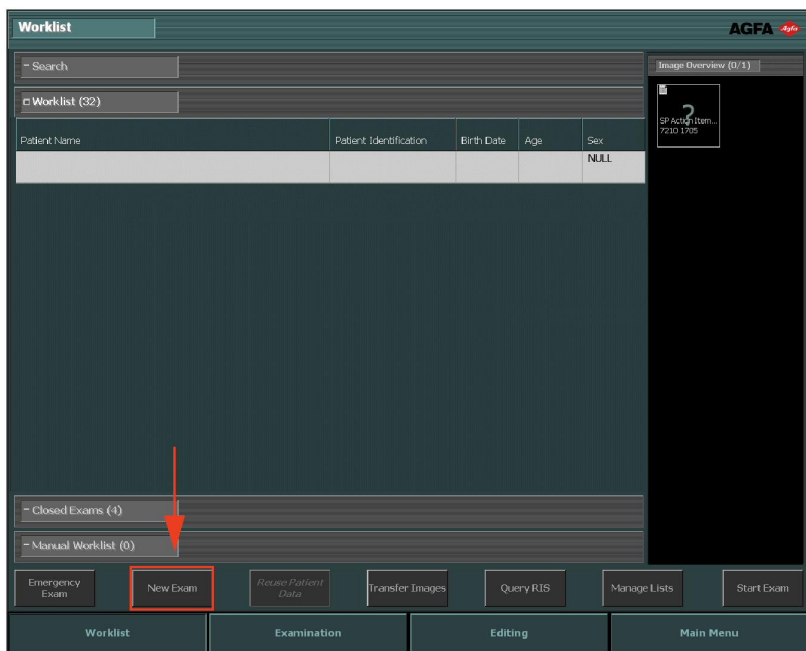 Worklist
AGFA Agfa
- Search
Worklist (32)
Patient Name Patient Identification Birth Date Age Sex
NULL
Image Overview (0/1)
?
SP Action Item...
7210 1705
- Closed Exams (4)
- Manual Worklist (0)
Emergency
Exam
New Exam
Reuse Patient
Data
Transfer Images
Query RIS
Manage Lists
Start Exam
Worklist Examination Editing Main Menu